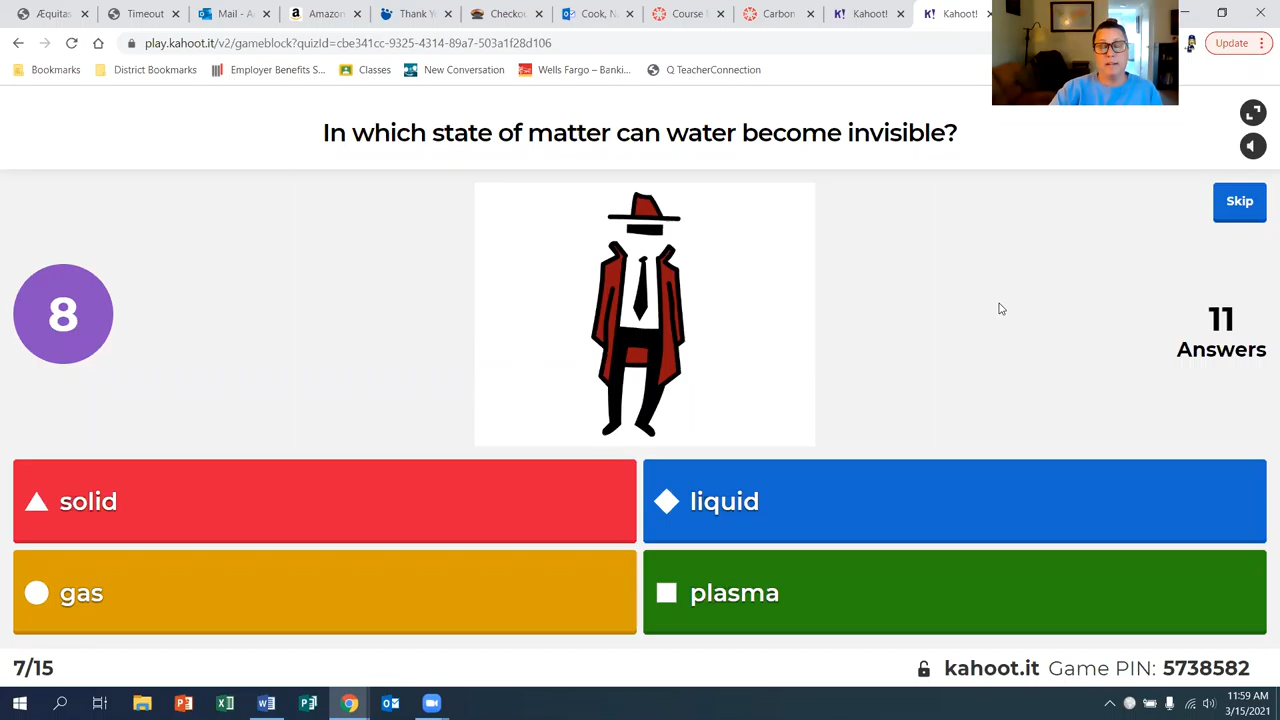 Æquitas
Timeout
Mail - A
Amazon
Thank
Checko
Cook, N
Course
Carbon
Kahoot!
Kahoot!
play.kahoot.it/v2/gameblock?quizId=cbe341cc-9225-4314-89a7-503a1f28d106
Update
Bookmarks
District Bookmarks
Employer Benefits S...
Classes
New Conversation
Wells Fargo – Banki...
Q TeacherConnection
In which state of matter can water become invisible?
Skip
8
11
Answers
solid
liquid
gas
plasma
7/15
kahoot.it Game PIN: 5738582
11:59 AM
3/15/2021